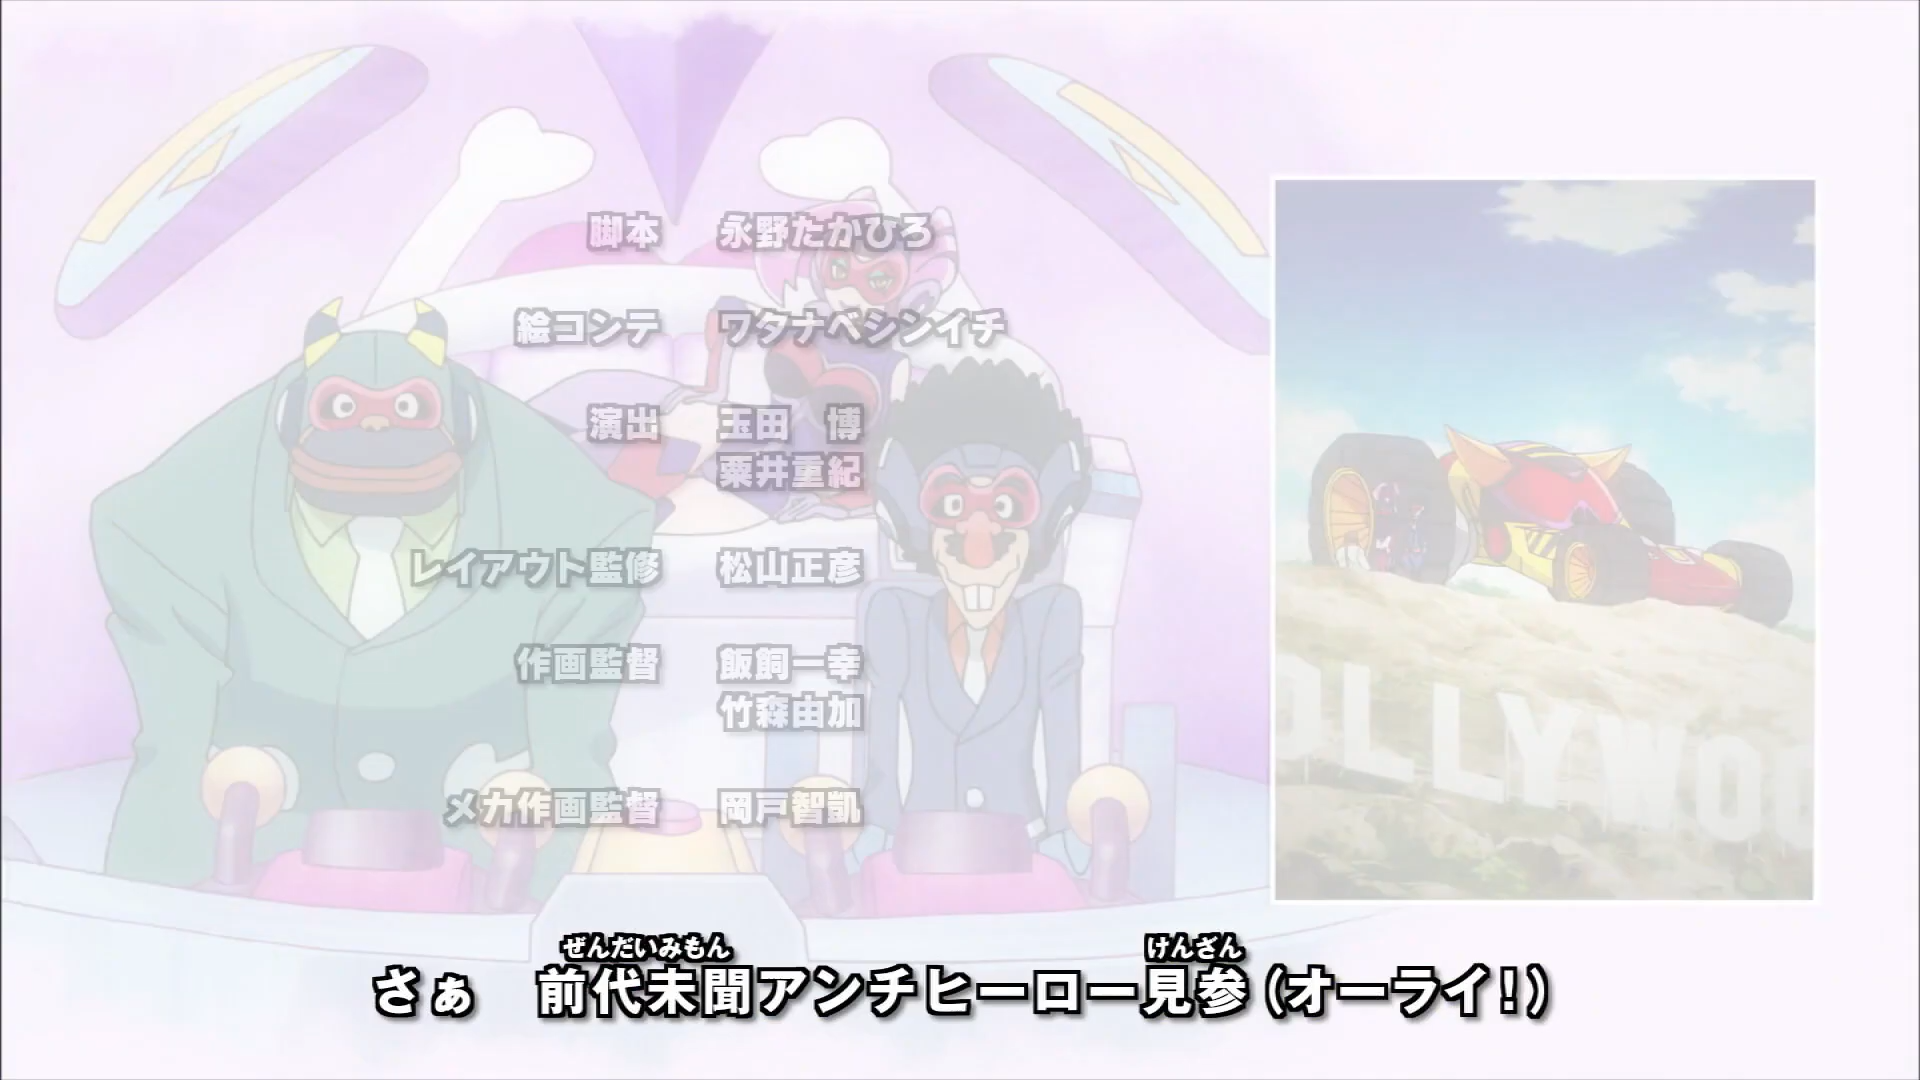 脚本　永野たかひろ
絵コンテ　ワタナベシンイチ
演出　玉田　博
粟井重紀
レイアウト監修　松山正彦
作画監督　飯飼一幸
竹森由加
メカ作画監督　岡戸智凱
OLLYWOO
ぜんだいみもん　けんざん
さぁ　前代未聞アンチヒーロー見参（オーライ！）